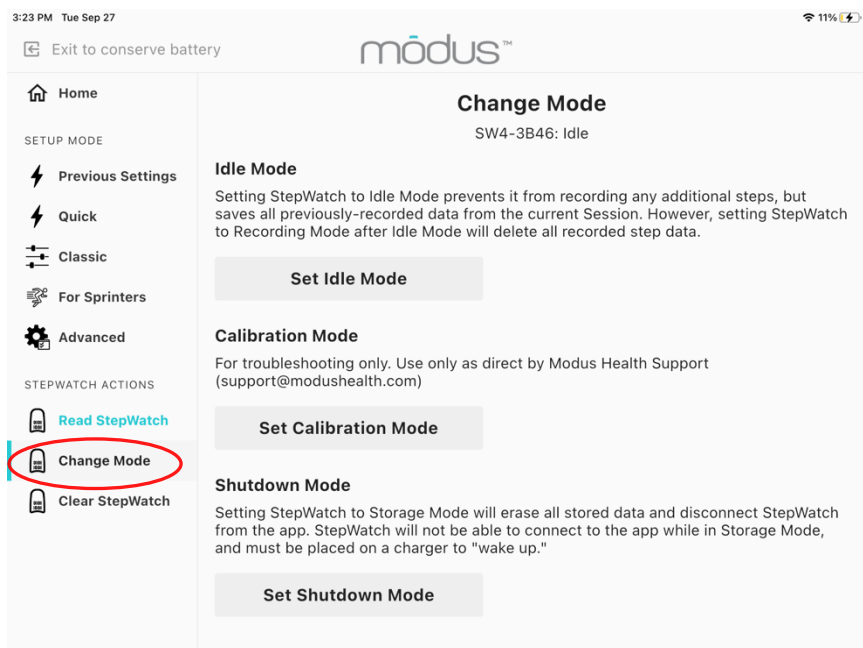 3:23 PM Tue Sep 27
11%
Exit to conserve battery
mōdus™
Home
SETUP MODE
Previous Settings
Quick
Classic
For Sprinters
Advanced
STEPWATCH ACTIONS
Read StepWatch
Change Mode
Clear StepWatch
Change Mode
SW4-3B46: Idle
Idle Mode
Setting StepWatch to Idle Mode prevents it from recording any additional steps, but
saves all previously-recorded data from the current Session. However, setting StepWatch
to Recording Mode after Idle Mode will delete all recorded step data.
Set Idle Mode
Calibration Mode
For troubleshooting only. Use only as direct by Modus Health Support
(support@modushealth.com)
Set Calibration Mode
Shutdown Mode
Setting StepWatch to Storage Mode will erase all stored data and disconnect StepWatch
from the app. StepWatch will not be able to connect to the app while in Storage Mode,
and must be placed on a charger to "wake up."
Set Shutdown Mode